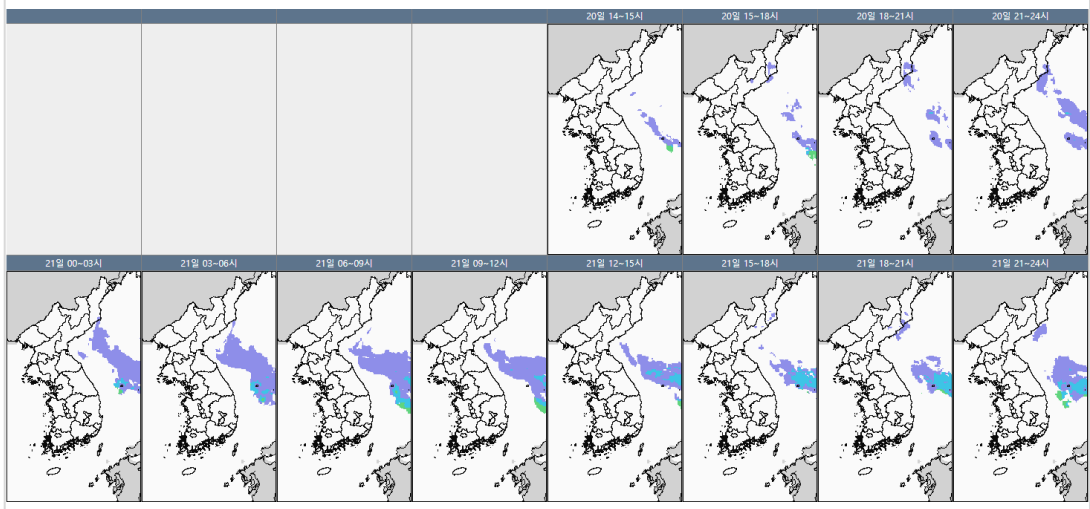 20일 14~15시
20일 15~18시
20일 18~21시
20일 21~24시
21일 00~03시
21일 03~06시
21일 06~09시
21일 09~12시
21일 12~15시
21일 15~18시
21일 18~21시
21일 21~24시